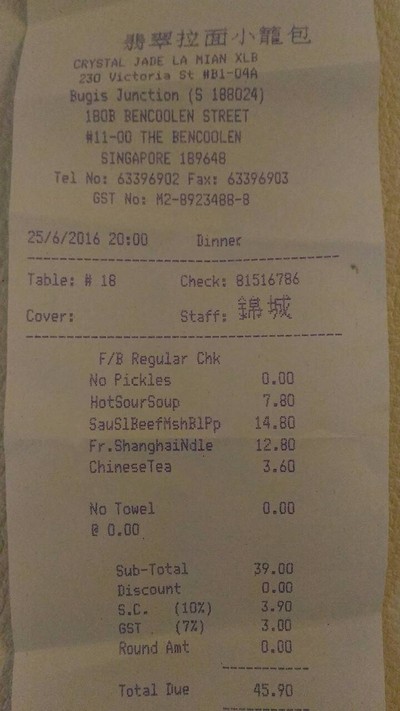 翡翠拉面小籠包
CRYSTAL JADE LA MIAN XLB
230 Victoria St #B1-04A
Bugis Junction (S 188024)
180B BENCOOLEN STREET
#11-00 THE BENCOOLEN
SINGAPORE 189648
Tel No: 63396902 Fax: 63396903
GST No: M2-8923488-8
25/6/2016 20:00 Dinner
Table: # 18 Check: 81516786
Cover: Staff: 錦城
F/B Regular Chk
No Pickles 0.00
HotSourSoup 7.80
SauSlBeefMshBlPp 14.80
Fr.ShanghaiNdle 12.80
ChineseTea 3.60
No Towel 0.00
@ 0.00
Sub-Total 39.00
Discount 0.00
S.C. (10%) 3.90
GST (7%) 3.00
Round Amt 0.00
Total Due 45.90